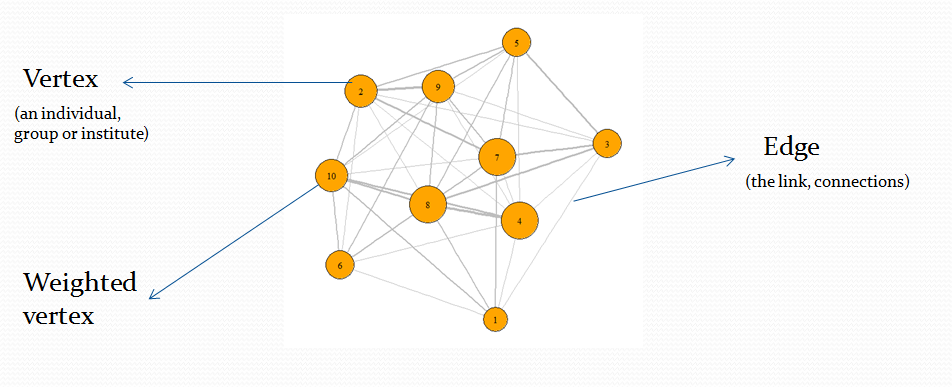 Vertex
(an individual,
group or institute)
5
2
9
7
3
10
8
4
6
1
Edge
(the link, connections)
Weighted
vertex